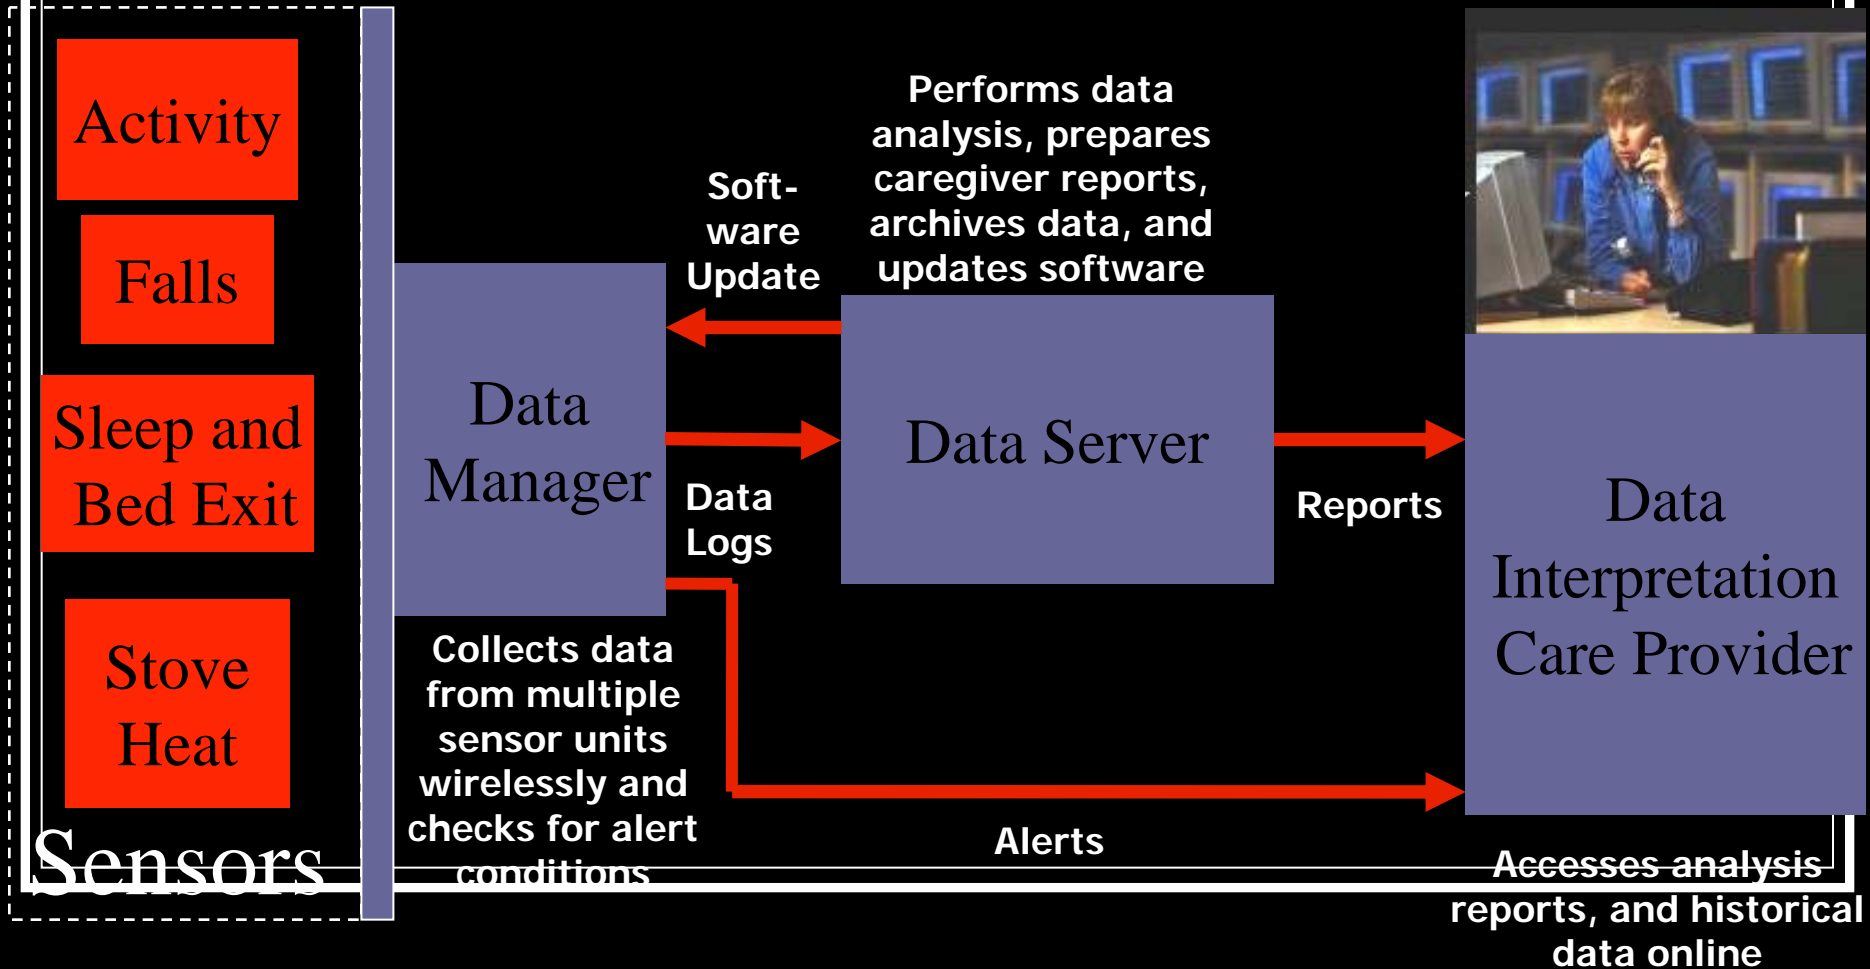 Activity
Falls
Sleep and
Bed Exit
Stove
Heat
Sensors
Data
Manager
Collects data
from multiple
sensor units
wirelessly and
checks for alert
conditions
Soft-
ware
Update
Data
Logs
Performs data
analysis, prepares
caregiver reports,
archives data, and
updates software
Data Server
Reports
Alerts
Data
Interpretation
Care Provider
Accesses analysis
reports, and historical
data online